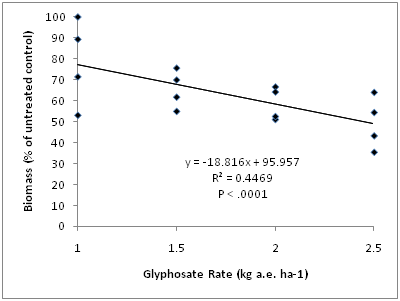 100
90
80
70
60
50
40
30
20
10
0
Biomass (% of untreated control)
y = -18.816x + 95.957
R² = 0.4469
P < .0001
1 1.5 2 2.5
Glyphosate Rate (kg a.e. ha-1)